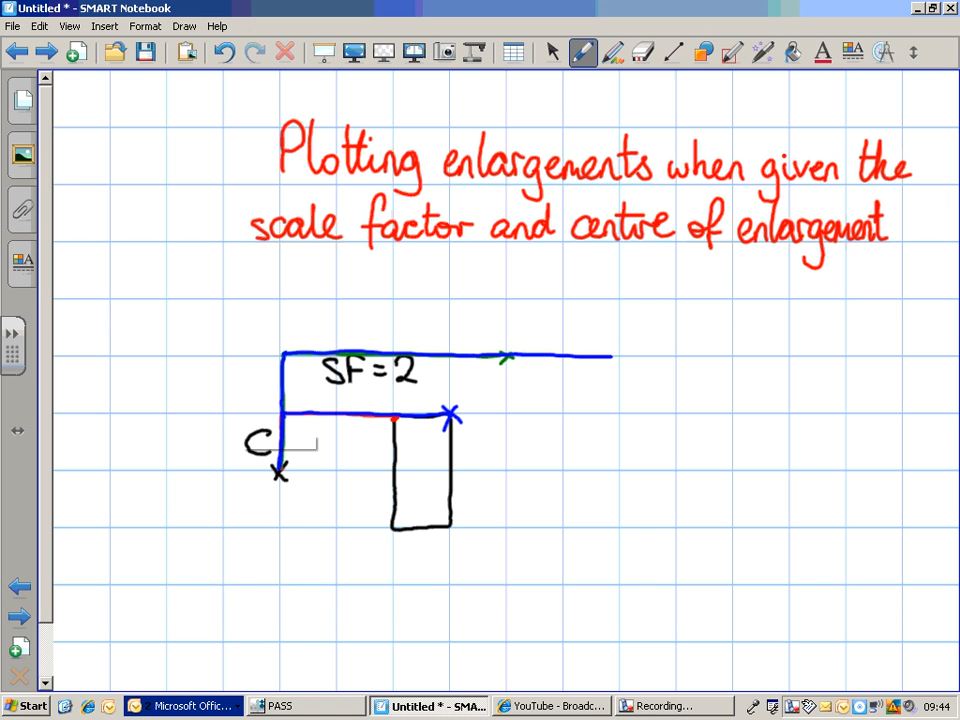 Untitled * - SMART Notebook
File Edit View Insert Format Draw Help
Plotting enlargements when given the
scale factor and centre of enlargement
SF = 2
C
Start
2 Microsoft Offic...
PASS
Untitled * - SMA...
YouTube - Broadc...
Recording...
09:44